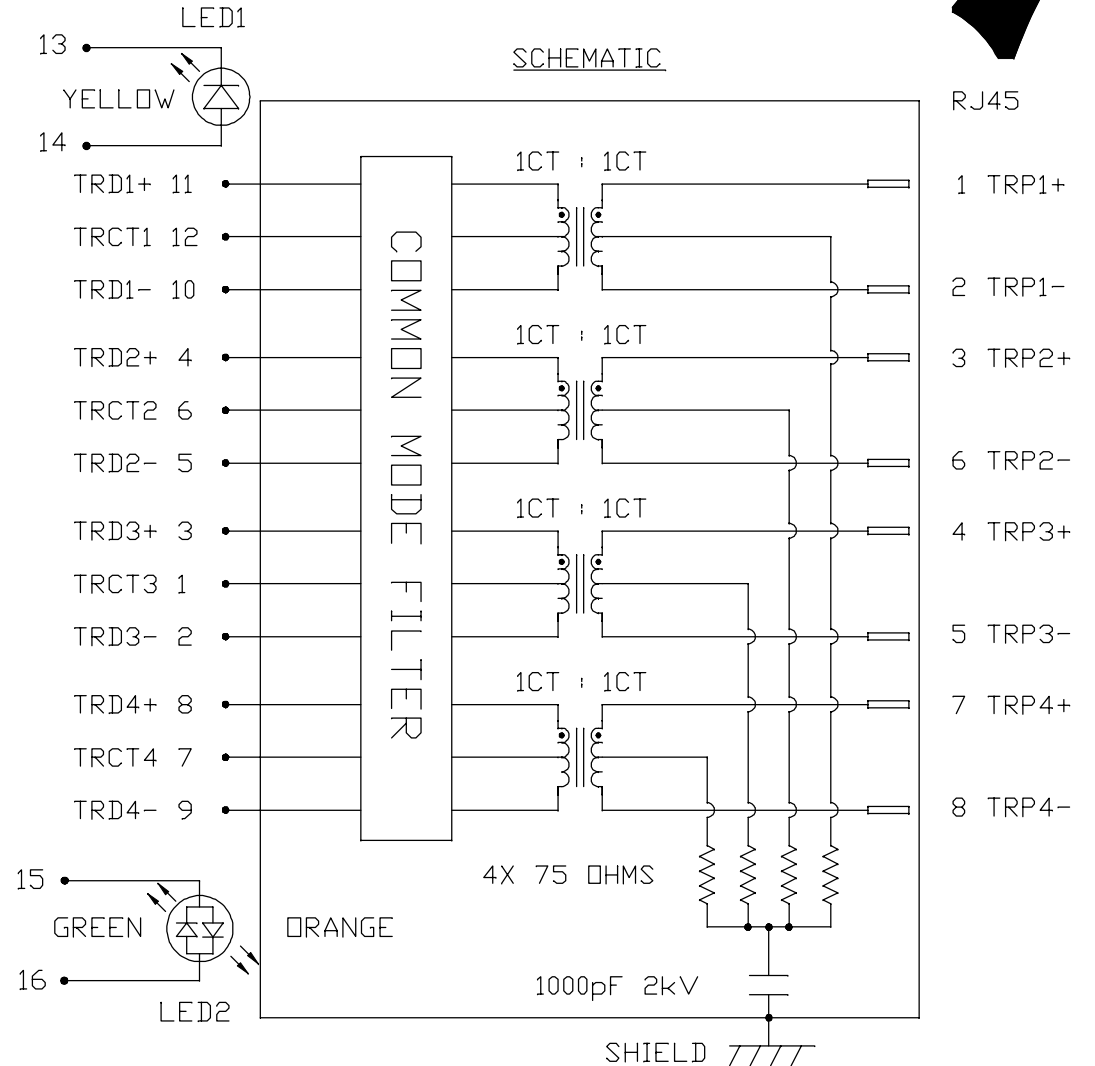 LED1
13
SCHEMATIC
YELLOW
RJ45
14
1CT : 1CT
TRD1+ 11
1 TRP1+
TRCT1 12
TRD1- 10
2 TRP1-
1CT : 1CT
TRD2+ 4
3 TRP2+
TRCT2 6
TRD2- 5
6 TRP2-
1CT : 1CT
TRD3+ 3
4 TRP3+
TRCT3 1
TRD3- 2
5 TRP3-
1CT : 1CT
TRD4+ 8
7 TRP4+
TRCT4 7
TRD4- 9
8 TRP4-
COMMON MODE FILTER
4X 75 OHMS
15
GREEN
ORANGE
16
1000pF 2kV
LED2
SHIELD